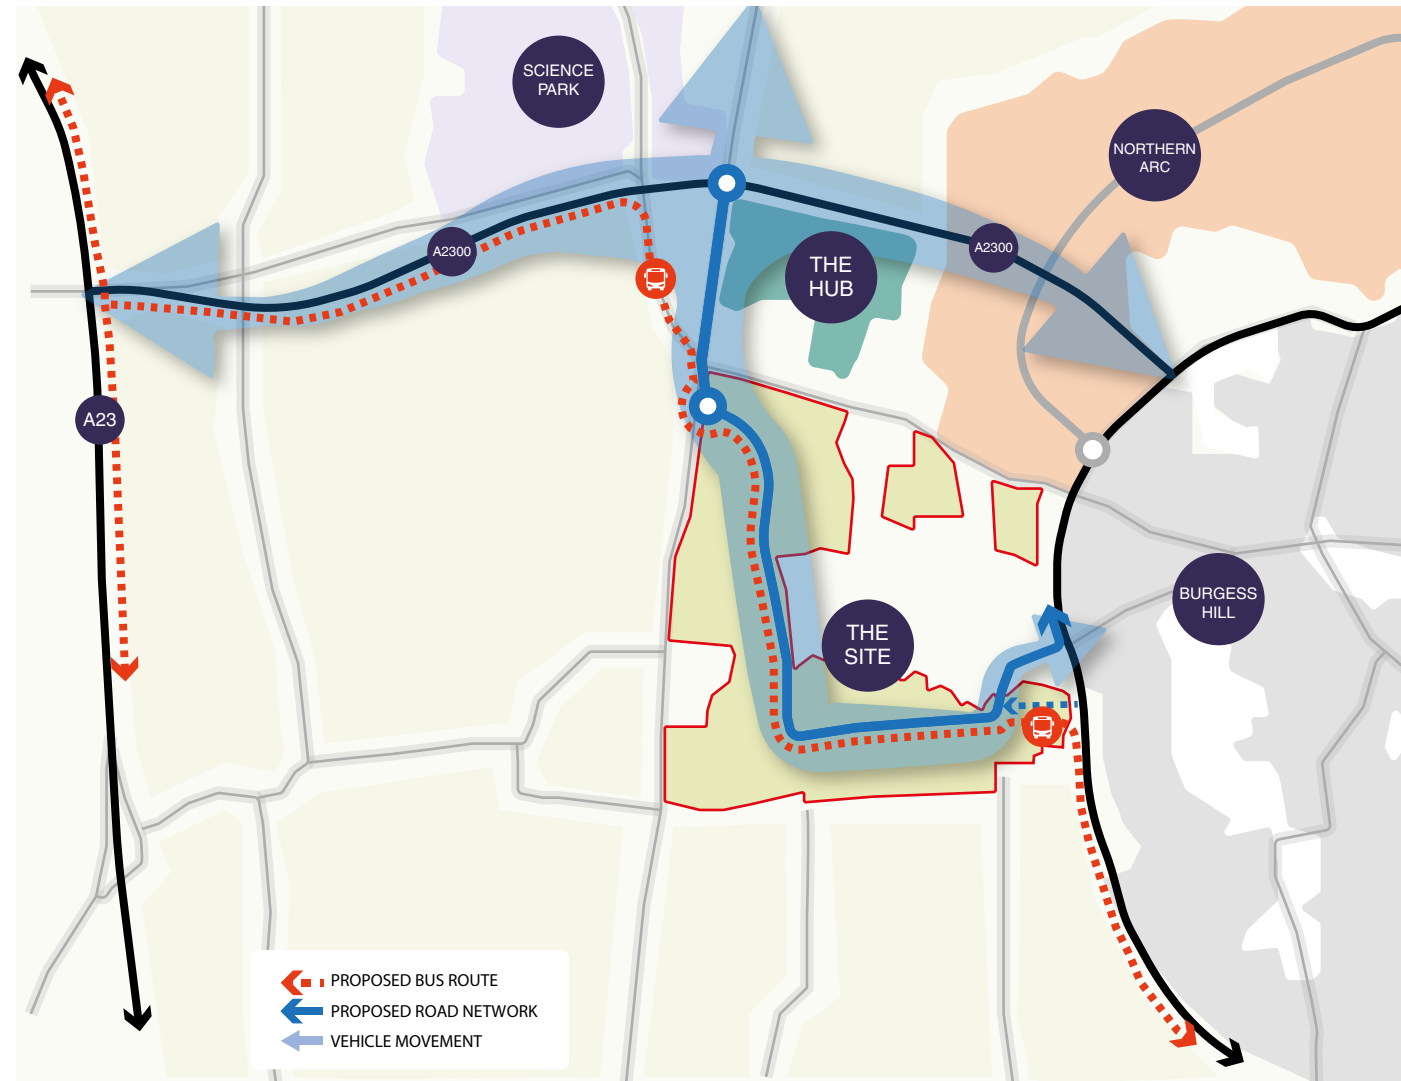 SCIENCE
PARK
NORTHERN
ARC
A2300
A2300
THE
HUB
A23
BURGESS
HILL
THE
SITE
PROPOSED BUS ROUTE
PROPOSED ROAD NETWORK
VEHICLE MOVEMENT